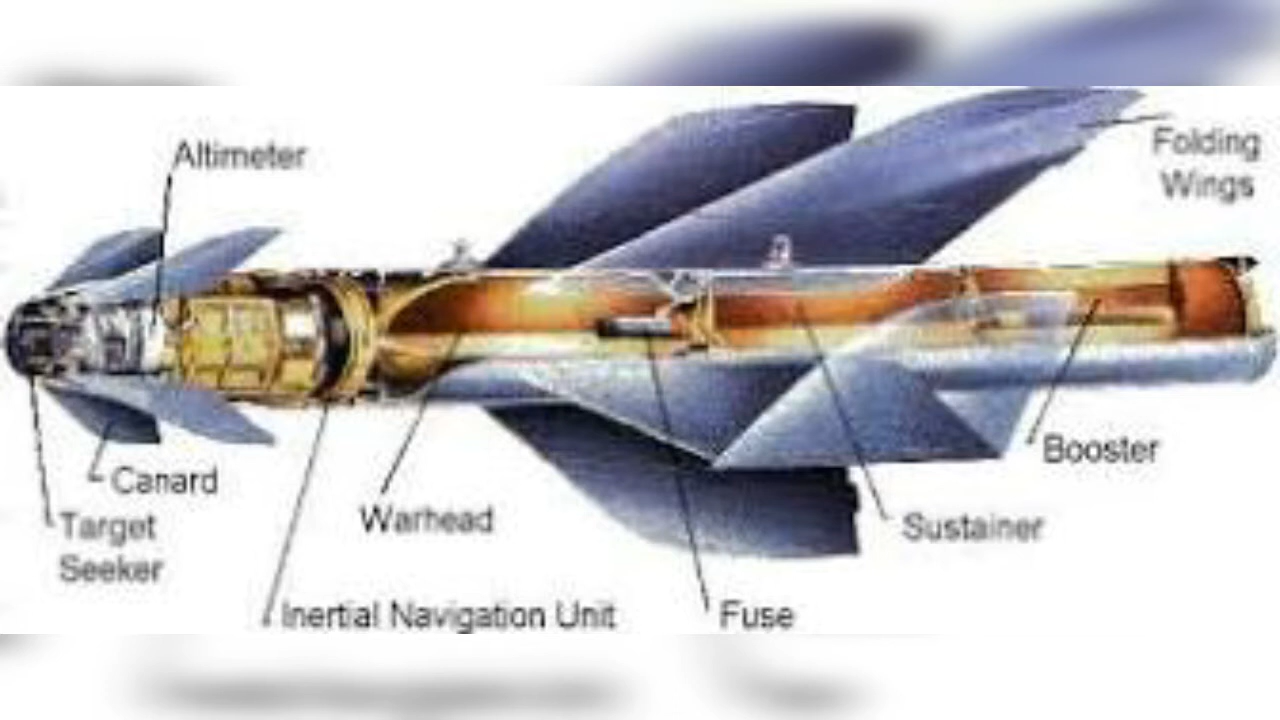 Altimeter
Folding
Wings
Canard
Target
Seeker
Warhead
Inertial Navigation Unit
Fuse
Sustainer
Booster